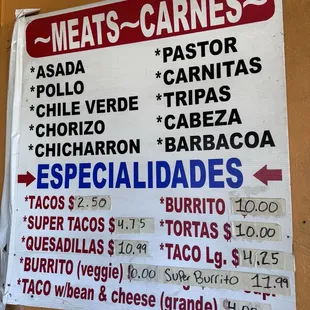 ~MEATS~CARNES~
*ASADA
*POLLO
*CHILE VERDE
*CHORIZO
*CHICHARRON
*PASTOR
*CARNITAS
*TRIPAS
*CABEZA
*BARBACOA
ESPECIALIDADES
*TACOS $2.50
*SUPER TACOS $4.75
*QUESADILLAS $10.99
*BURRITO (veggie) 10.00
*BURRITO 10.00
*TORTAS $10.00
*TACO Lg. $4.25
Super Burrito 11.99
*TACO w/bean & cheese (grande)